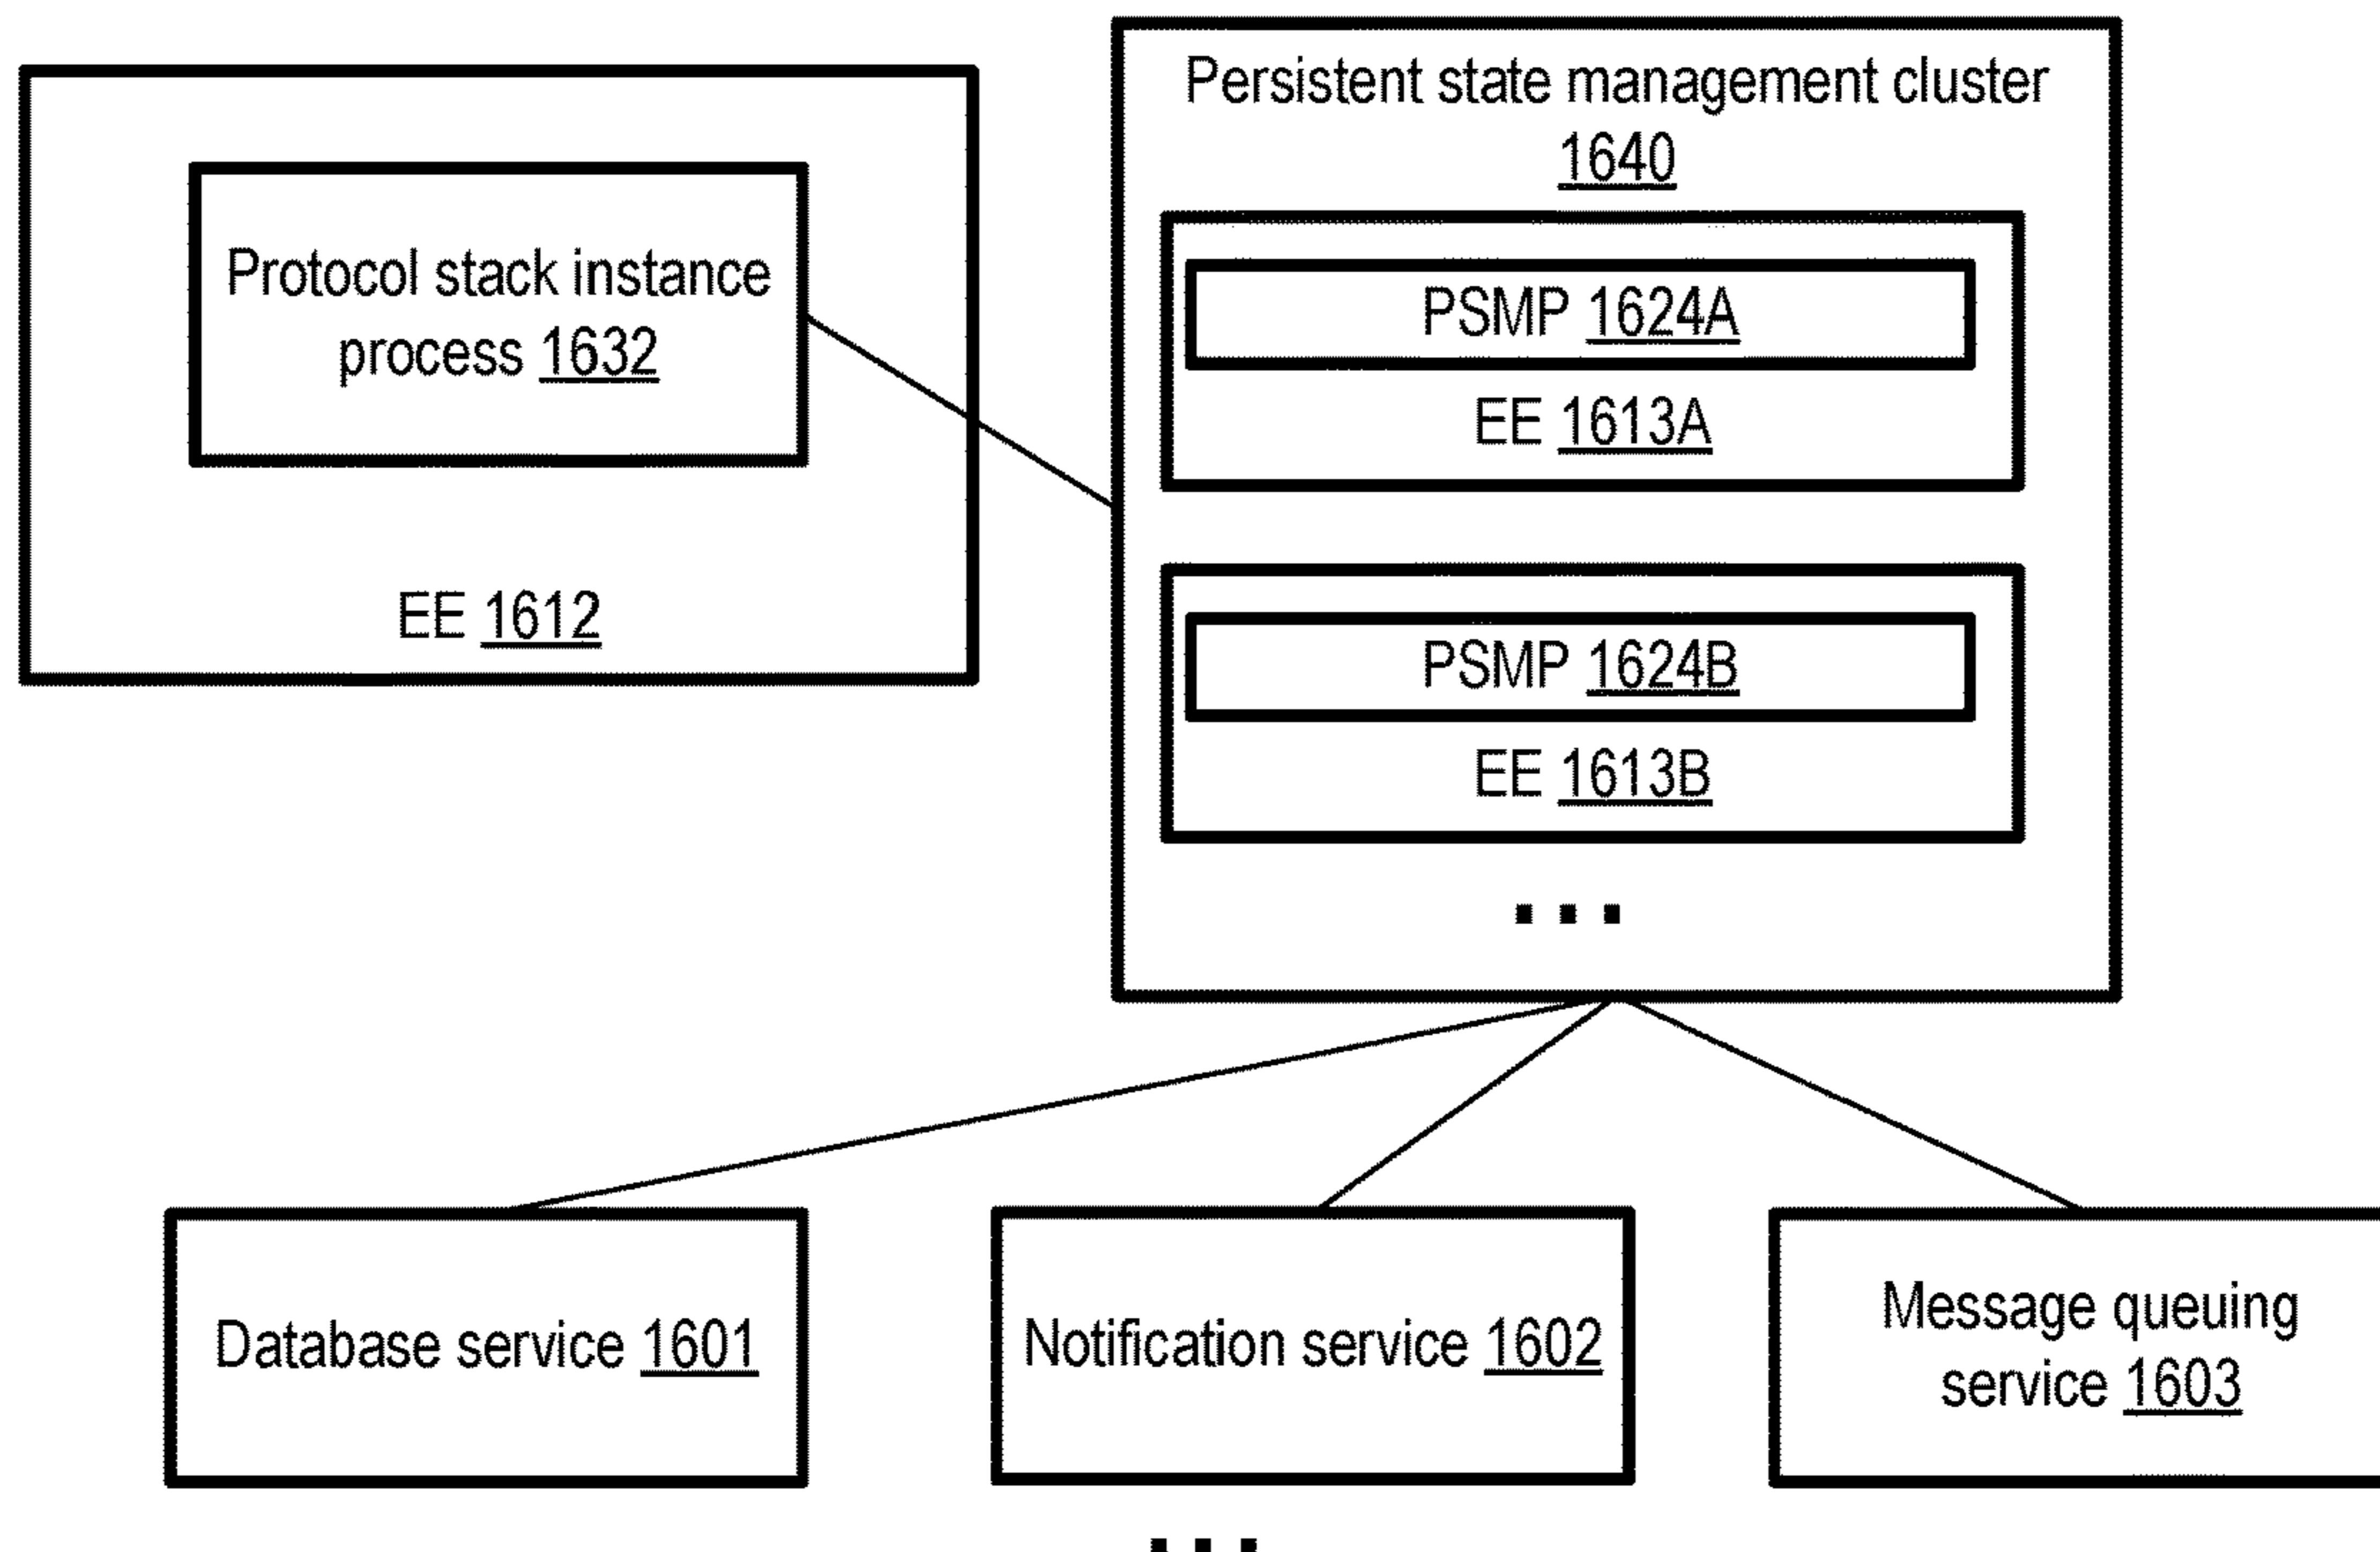 Protocol stack instance
process 1632
EE 1612
Persistent state management cluster
1640
PSMP 1624A
EE 1613A
PSMP 1624B
EE 1613B
...
Database service 1601
Notification service 1602
Message queuing
service 1603
...